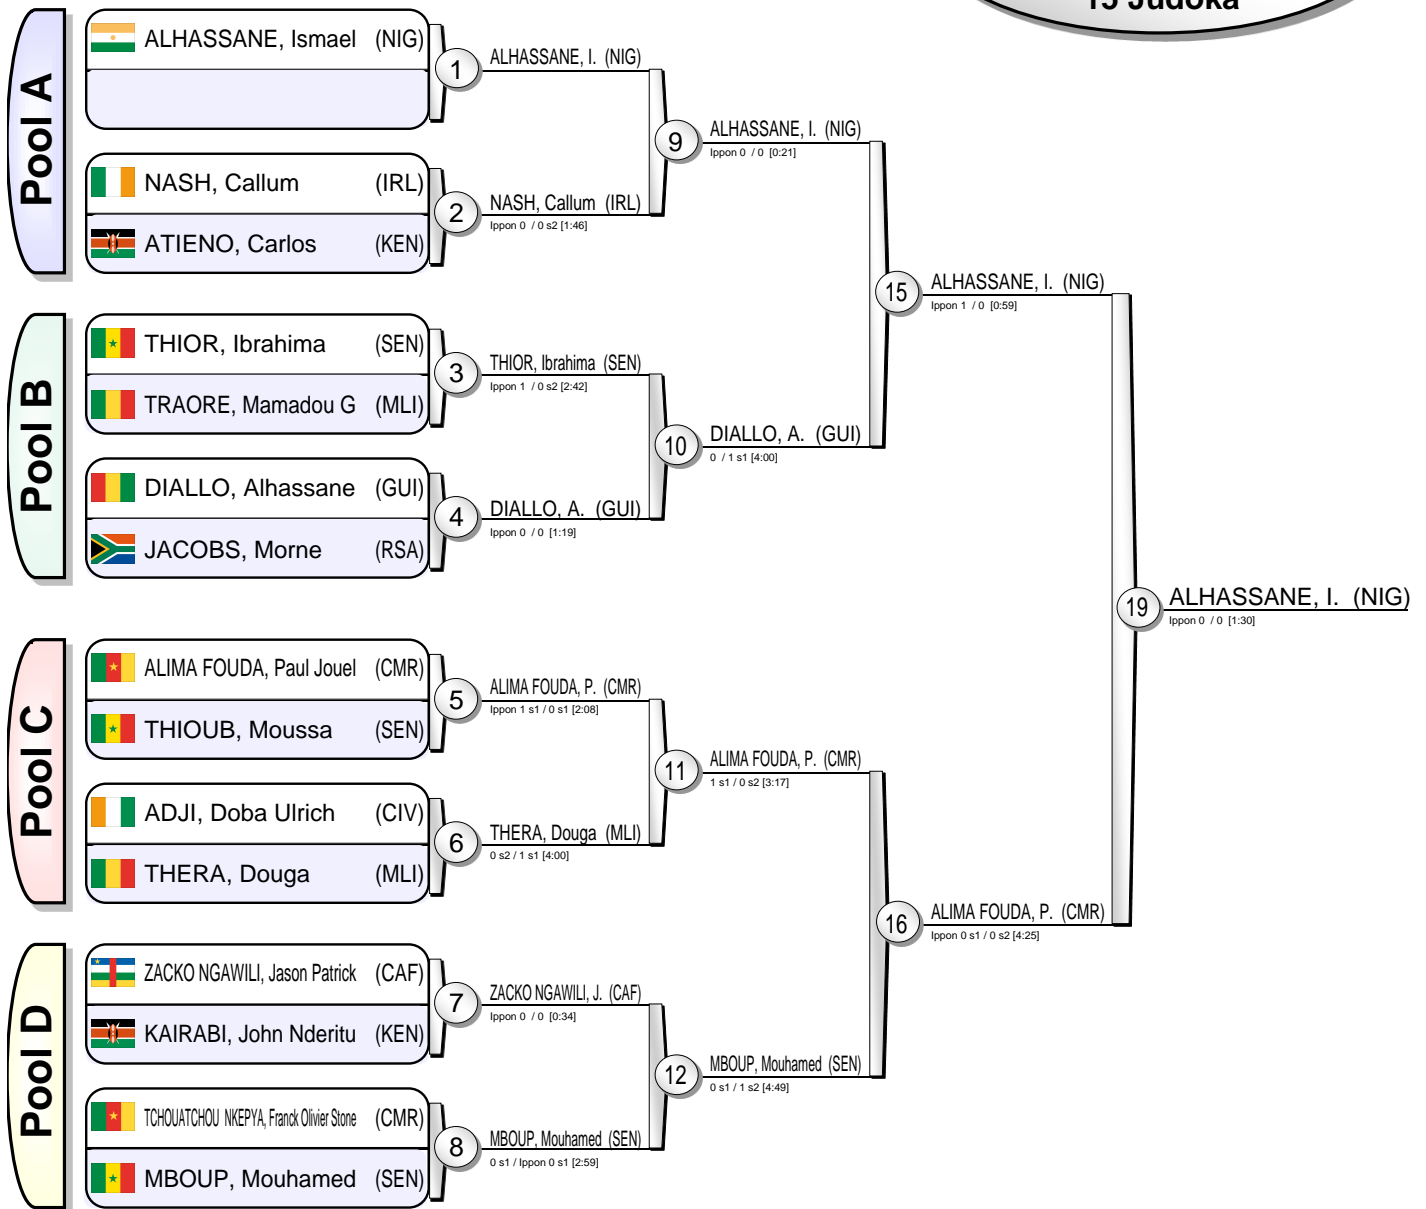 15 Judoka
Pool A
ALHASSANE, Ismael (NIG)
NASH, Callum (IRL)
ATIENO, Carlos (KEN)
Pool B
THIOR, Ibrahima (SEN)
TRAORE, Mamadou G (MLI)
DIALLO, Alhassane (GUI)
JACOBS, Morne (RSA)
Pool C
ALIMA FOUDA, Paul Jouel (CMR)
THIOUB, Moussa (SEN)
ADJI, Doba Ulrich (CIV)
THERA, Douga (MLI)
Pool D
ZACKO NGAWILI, Jason Patrick (CAF)
KAIRABI, John Nderitu (KEN)
TCHOUATCHOU NKEPYA, Franck Olivier Stone (CMR)
MBOUP, Mouhamed (SEN)
1
ALHASSANE, I. (NIG)
2
NASH, Callum (IRL)
Ippon 0 / 0 s2 [1:46]
3
THIOR, Ibrahima (SEN)
Ippon 1 / 0 s2 [2:42]
4
DIALLO, A. (GUI)
Ippon 0 / 0 [1:19]
5
ALIMA FOUDA, P. (CMR)
Ippon 1 s1 / 0 s1 [2:08]
6
THERA, Douga (MLI)
0 s2 / 1 s1 [4:00]
7
ZACKO NGAWILI, J. (CAF)
Ippon 0 / 0 [0:34]
8
MBOUP, Mouhamed (SEN)
0 s1 / Ippon 0 s1 [2:59]
9
ALHASSANE, I. (NIG)
Ippon 0 / 0 [0:21]
10
DIALLO, A. (GUI)
0 / 1 s1 [4:00]
11
ALIMA FOUDA, P. (CMR)
1 s1 / 0 s2 [3:17]
12
MBOUP, Mouhamed (SEN)
0 s1 / 1 s2 [4:49]
15
ALHASSANE, I. (NIG)
Ippon 1 / 0 [0:59]
16
ALIMA FOUDA, P. (CMR)
Ippon 0 s1 / 0 s2 [4:25]
19
ALHASSANE, I. (NIG)
Ippon 0 / 0 [1:30]